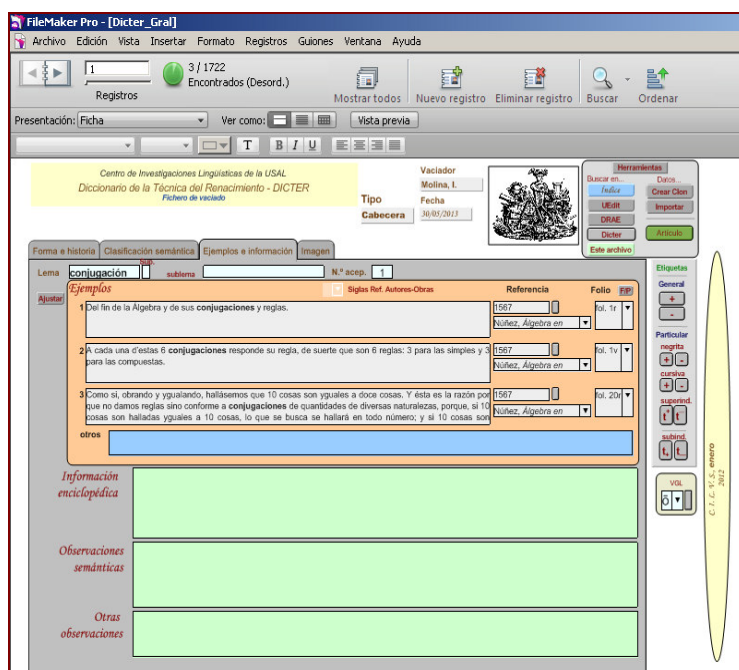 FileMaker Pro - [Dicter_Gral]
Archivo Edición Vista Insertar Formato Registros Guiones Ventana Ayuda
1
3 / 1722
Encontrados (Desord.)
Registros
Mostrar todos Nuevo registro Eliminar registro Buscar Ordenar
Presentación: Ficha Ver como: Vista previa
T B I U
Centro de Investigaciones Lingüísticas de la USAL
Diccionario de la Técnica del Renacimiento - DICTER
Fichero de vaciado
Vaciador
Molina, I.
Tipo
Fecha
Cabecera
30/05/2013
Herramientas
Buscar en...
Datos...
Índice
Crear Clon
UEdit
Importar
DRAE
Dicter
Artículo
Este archivo
Forma e historia Clasificación semántica Ejemplos e información Imagen
Lema conjugación sub. sublema N.º acep. 1
Ajustar
Ejemplos
Siglas Ref. Autores-Obras
Referencia
Folio F/P
1 Del fin de la Álgebra y de sus conjugaciones y reglas.
1567
fol. 1r
Núñez, Álgebra en
2 A cada una d'estas 6 conjugaciones responde su regla, de suerte que son 6 reglas: 3 para las simples y 3
para las compuestas.
1567
fol. 1v
Núñez, Álgebra en
3 Como si, obrando y ygualando, hallásemos que 10 cosas son yguales a doce cosas. Y ésta es la razón por
que no damos reglas sino conforme a conjugaciones de quantidades de diversas naturalezas, porque, si 10
cosas son halladas yguales a 10 cosas, lo que se busca se hallará en todo número; y si 10 cosas son
1567
fol. 20r
Núñez, Álgebra en
otros
Información
enciclopédica
Observaciones
semánticas
Otras
observaciones
Etiquetas
General
+
-
Particular
negrita
+ -
cursiva
+ -
superínd.
t+ t-
subínd.
t+ t-
VGL
õ
C. I. L. V. S. enero
2012